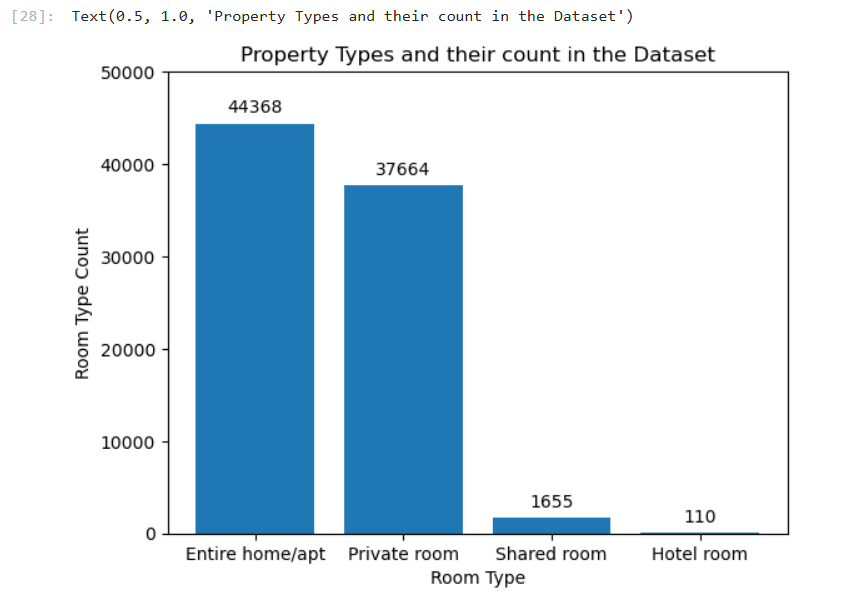 [28]: Text(0.5, 1.0, 'Property Types and their count in the Dataset')
Property Types and their count in the Dataset
50000
44368
40000
37664
30000
Room Type Count
20000
10000
1655
110
0
Entire home/apt Private room Shared room Hotel room
Room Type